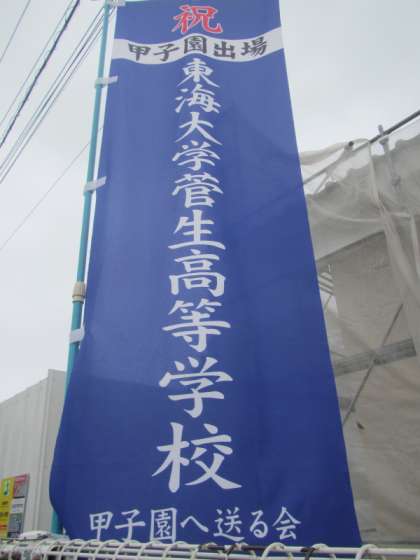 祝
甲子園出場
東海大学菅生高等学校
甲子園へ送る会